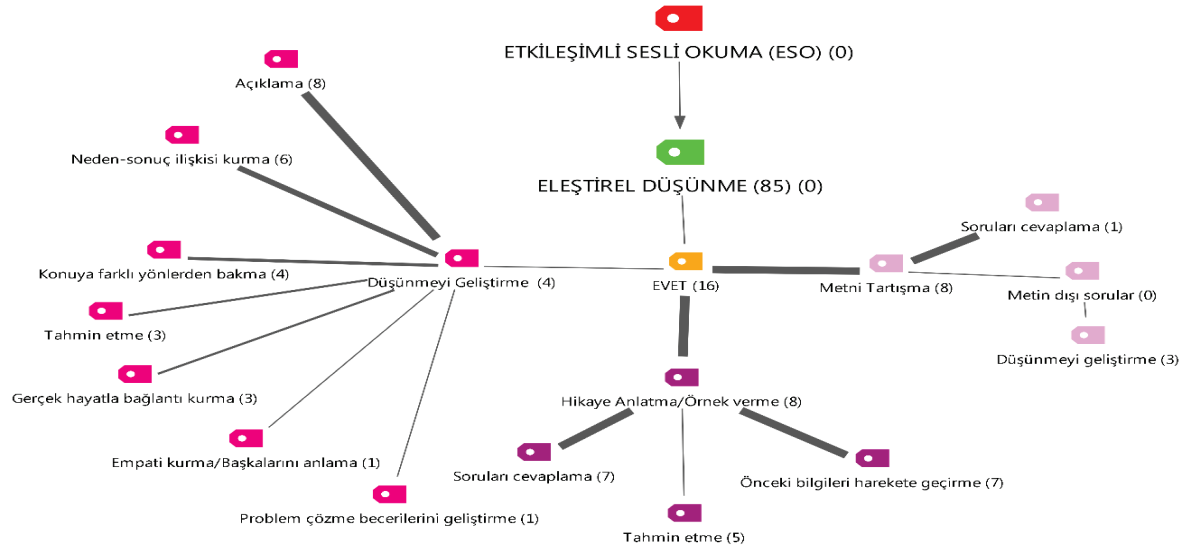 ETKİLEŞİMLİ SESLİ OKUMA (ESO) (0)
Açıklama (8)
Neden-sonuç ilişkisi kurma (6)
ELEŞTİREL DÜŞÜNME (85) (0)
Soruları cevaplama (1)
Konuya farklı yönlerden bakma (4)
Düşünmeyi Geliştirme (4)
EVET (16)
Metni Tartışma (8)
Metin dışı sorular (0)
Tahmin etme (3)
Düşünmeyi geliştirme (3)
Gerçek hayatla bağlantı kurma (3)
Hikaye Anlatma/Örnek verme (8)
Empati kurma/Başkalarını anlama (1)
Soruları cevaplama (7)
Önceki bilgileri harekete geçirme (7)
Problem çözme becerilerini geliştirme (1)
Tahmin etme (5)